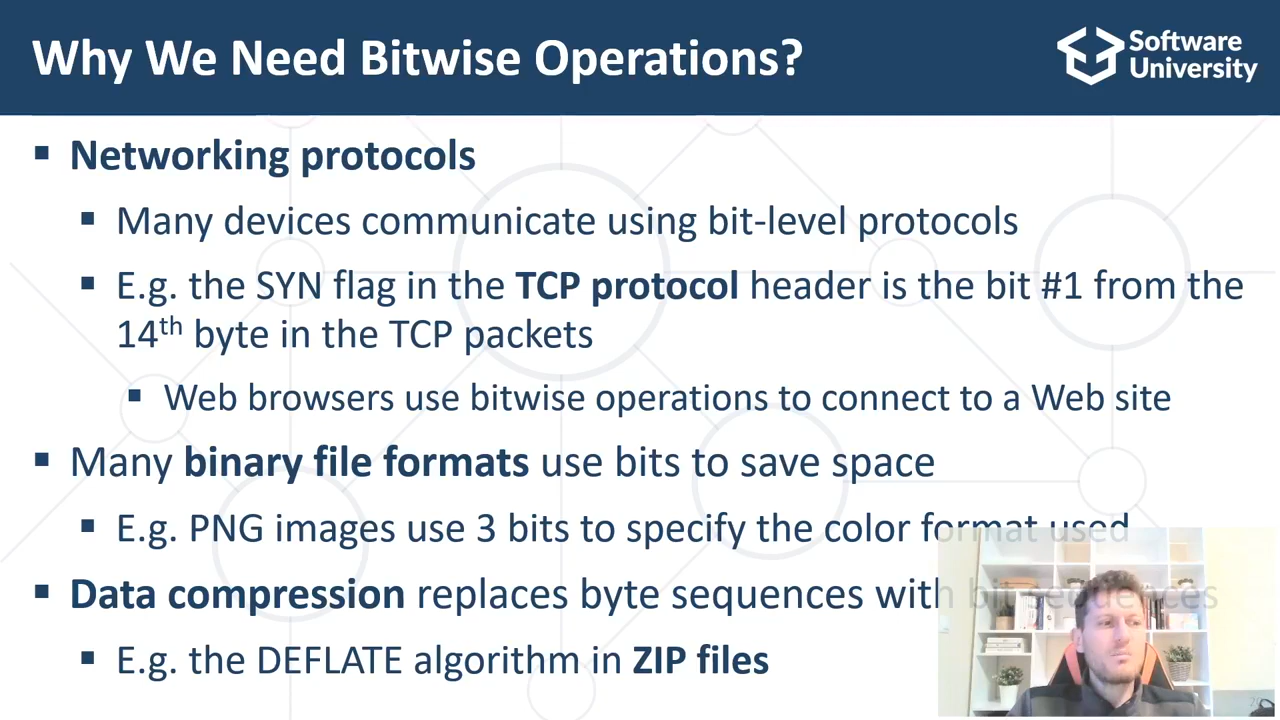 Why We Need Bitwise Operations?
Software
University
▪ Networking protocols
▪ Many devices communicate using bit-level protocols
▪ E.g. the SYN flag in the TCP protocol header is the bit #1 from the
14th byte in the TCP packets
▪ Web browsers use bitwise operations to connect to a Web site
▪ Many binary file formats use bits to save space
▪ E.g. PNG images use 3 bits to specify the color format used
▪ Data compression replaces byte sequences with bit sequences
▪ E.g. the DEFLATE algorithm in ZIP files